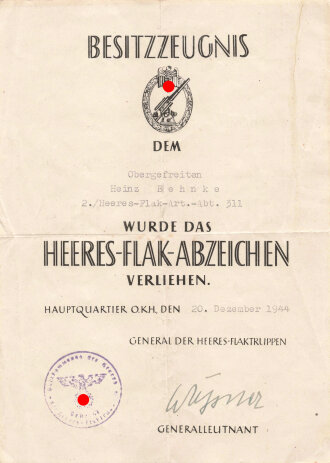 BESITZZEUGNIS
DEM
Obergefreiten
Heinz Behnke
2./Heeres-Flak-Art.-Abt. 311
WURDE DAS
HEERES-FLAK-ABZEICHEN
VERLIEHEN.
HAUPTQUARTIER O.K.H., DEN 20. Dezember 1944
GENERAL DER HEERES-FLAKTRUPPEN
GENERALLEUTNANT